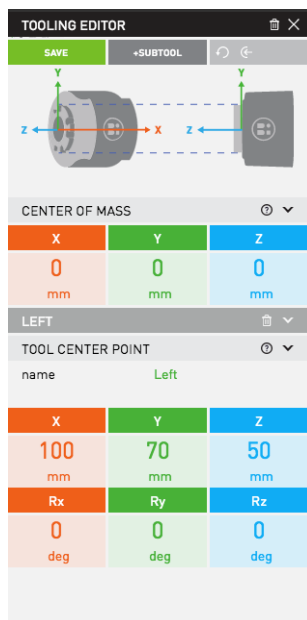 TOOLING EDITOR
SAVE +SUBTOOL
Y Y
Z X Z
CENTER OF MASS
X Y Z
0 0 0
mm mm mm
LEFT
TOOL CENTER POINT
name Left
X Y Z
100 70 50
mm mm mm
Rx Ry Rz
0 0 0
deg deg deg